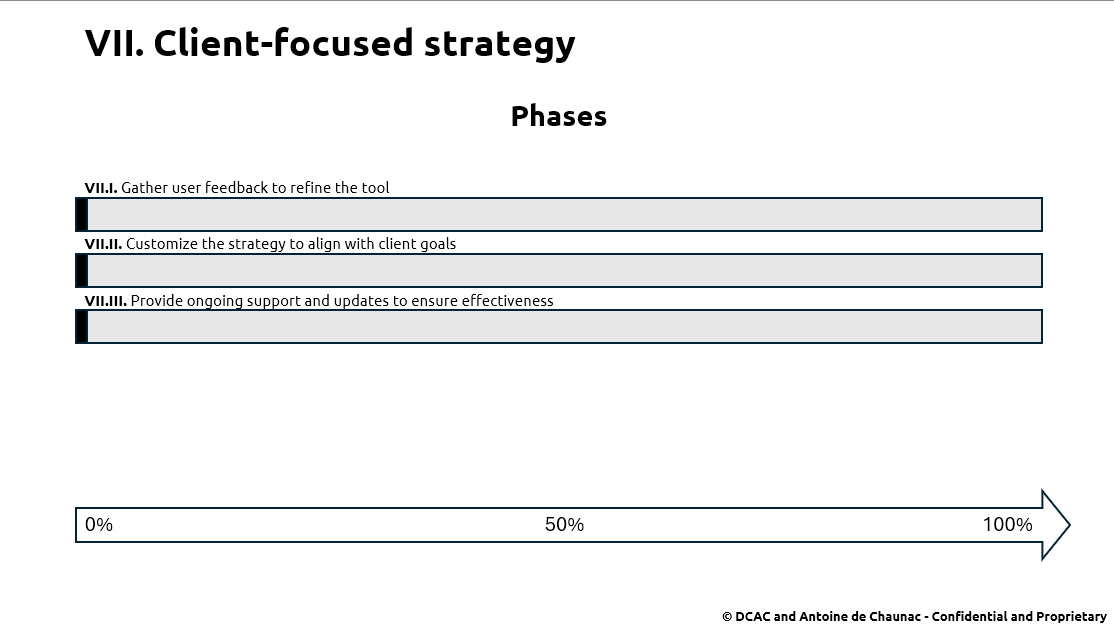 VII. Client-focused strategy
Phases
VII.I. Gather user feedback to refine the tool
VII.II. Customize the strategy to align with client goals
VII.III. Provide ongoing support and updates to ensure effectiveness
0% 50% 100%
© DCAC and Antoine de Chaunac - Confidential and Proprietary